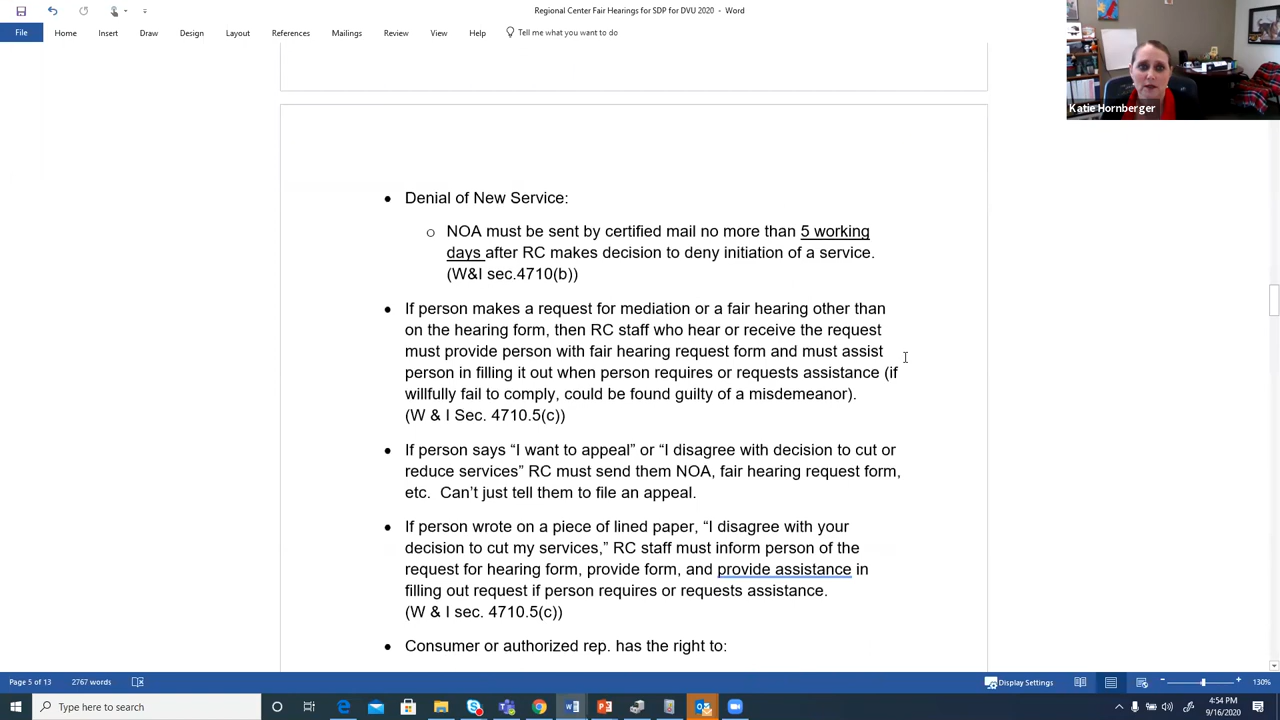 Regional Center Fair Hearings for SDP for DVU 2020 - Word
File Home Insert Draw Design Layout References Mailings Review View Help Tell me what you want to do
Katie Hornberger
• Denial of New Service:
o NOA must be sent by certified mail no more than 5 working
days after RC makes decision to deny initiation of a service.
(W&I sec.4710(b))
• If person makes a request for mediation or a fair hearing other than
on the hearing form, then RC staff who hear or receive the request
must provide person with fair hearing request form and must assist
person in filling it out when person requires or requests assistance (if
willfully fail to comply, could be found guilty of a misdemeanor).
(W & I Sec. 4710.5(c))
• If person says “I want to appeal” or “I disagree with decision to cut or
reduce services” RC must send them NOA, fair hearing request form,
etc.  Can’t just tell them to file an appeal.
• If person wrote on a piece of lined paper, “I disagree with your
decision to cut my services,” RC staff must inform person of the
request for hearing form, provide form, and provide assistance in
filling out request if person requires or requests assistance.
(W & I sec. 4710.5(c))
• Consumer or authorized rep. has the right to:
Page 5 of 13 2767 words Display Settings 130%
Type here to search 4:54 PM
9/16/2020